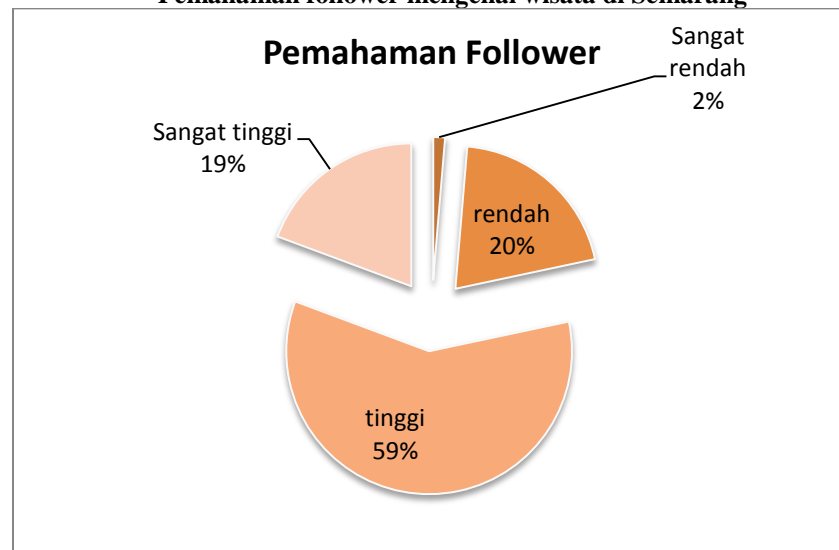 Pemahaman follower mengenai wisata di Semarang
Pemahaman Follower
Sangat
rendah
2%
Sangat tinggi
19%
rendah
20%
tinggi
59%